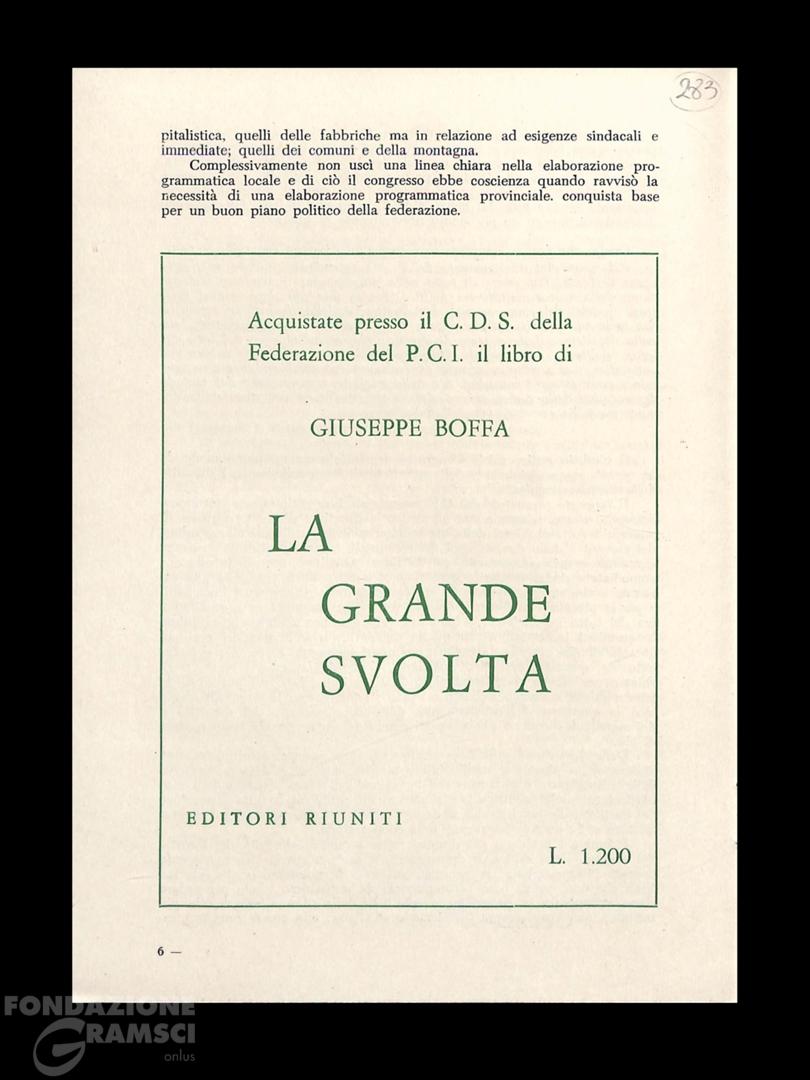 283
pitalistica, quelli delle fabbriche ma in relazione ad esigenze sindacali e
immediate; quelli dei comuni e della montagna.
Complessivamente non uscì una linea chiara nella elaborazione pro-
grammatica locale e di ciò il congresso ebbe coscienza quando ravvisò la
necessità di una elaborazione programmatica provinciale. conquista base
per un buon piano politico della federazione.
Acquistate presso il C. D. S. della
Federazione del P. C. I. il libro di
GIUSEPPE BOFFA
LA
GRANDE
SVOLTA
EDITORI RIUNITI
L. 1.200
6 —
FONDAZIONE
GRAMSCI
onlus